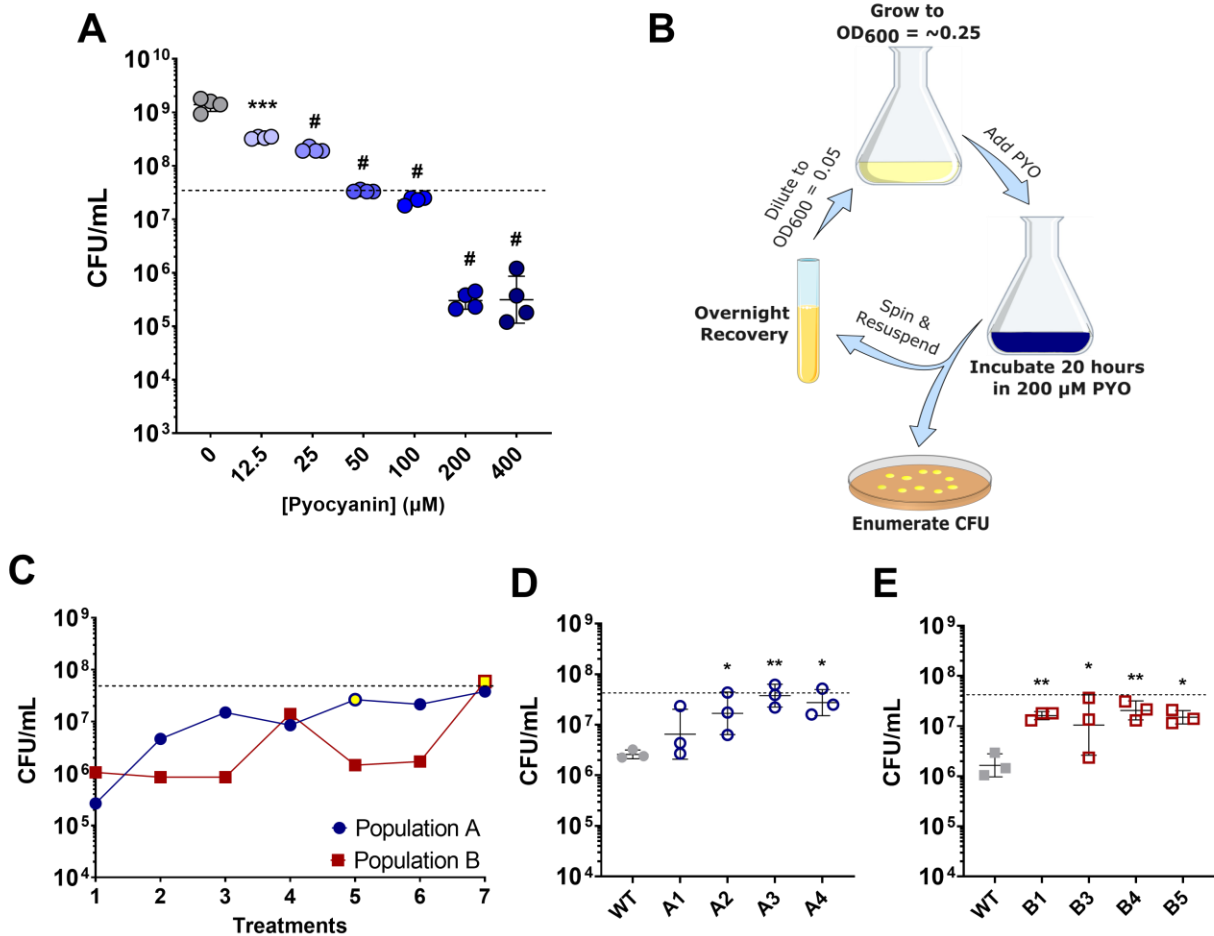 A
CFU/mL
10^10
10^9
10^8
10^7
10^6
10^5
10^4
10^3
***
#
#
#
#
#
0
12.5
25
50
100
200
400
[Pyocyanin] (µM)
B
Grow to
OD600 = ~0.25
Dilute to
OD600 = 0.05
Add PYO
Overnight
Recovery
Spin &
Resuspend
Incubate 20 hours
in 200 µM PYO
Enumerate CFU
C
CFU/mL
10^9
10^8
10^7
10^6
10^5
10^4
Population A
Population B
1
2
3
4
5
6
7
Treatments
D
CFU/mL
10^9
10^8
10^7
10^6
10^5
10^4
*
**
*
WT
A1
A2
A3
A4
E
CFU/mL
10^9
10^8
10^7
10^6
10^5
10^4
**
*
**
*
WT
B1
B3
B4
B5